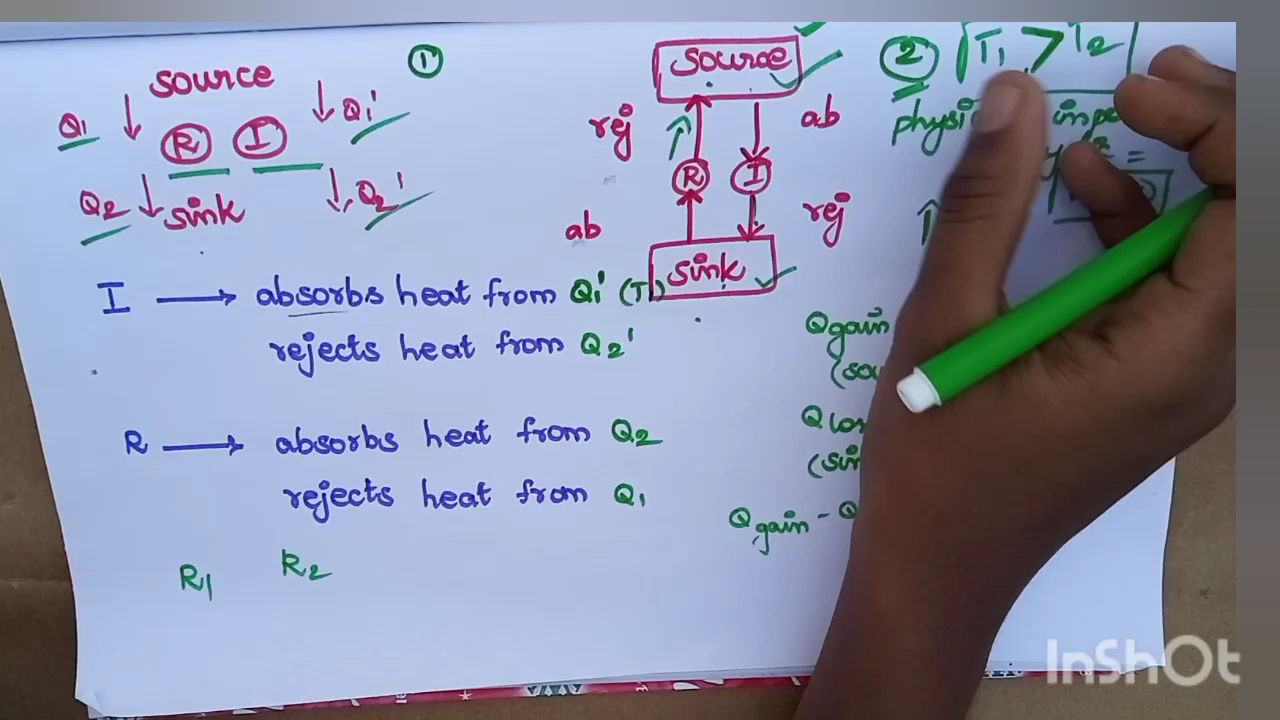 ①
source
Q1 Q1'
R I
Q2 sink Q2'
I → absorbs heat from Q1' (T1)
rejects heat from Q2'
R → absorbs heat from Q2
rejects heat from Q1
R1 R2
source
rej ab
R I
ab rej
sink
② T1 > T2
Qgain
Qgain -
InShOt